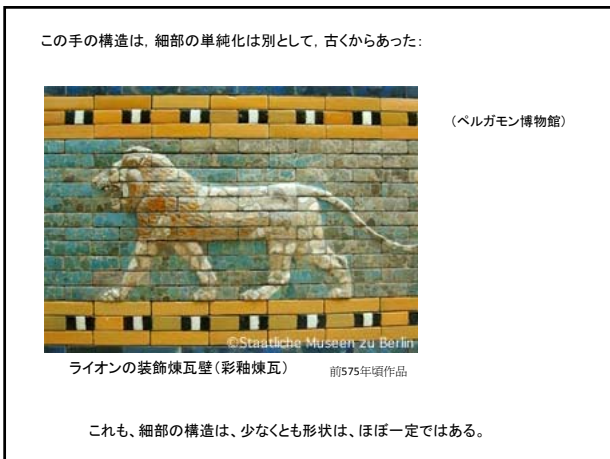 この手の構造は, 細部の単純化は別として, 古くからあった:
（ペルガモン博物館）
©Staatliche Museen zu Berlin
ライオンの装飾煉瓦壁（彩釉煉瓦） 前575年頃作品
これも、細部の構造は、少なくとも形状は、ほぼ一定ではある。